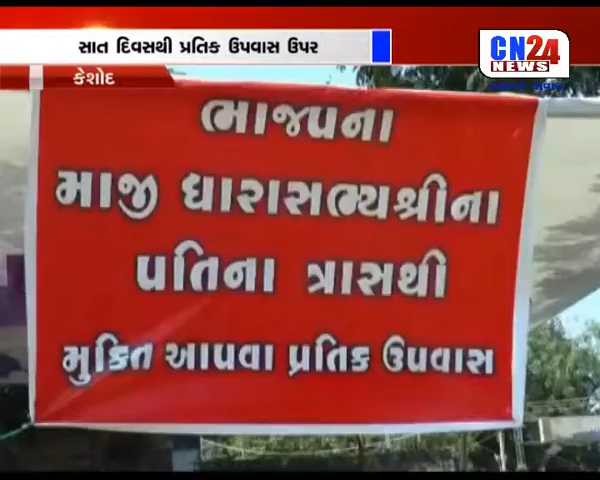 સાત દિવસથી પ્રતિક ઉપવાસ ઉપર
કેશોદ
CN24
NEWS
ભાજપના
માજી ધારાસભ્યશ્રીના
પતિના ત્રાસથી
મુકિત આપવા પ્રતિક ઉપવાસ